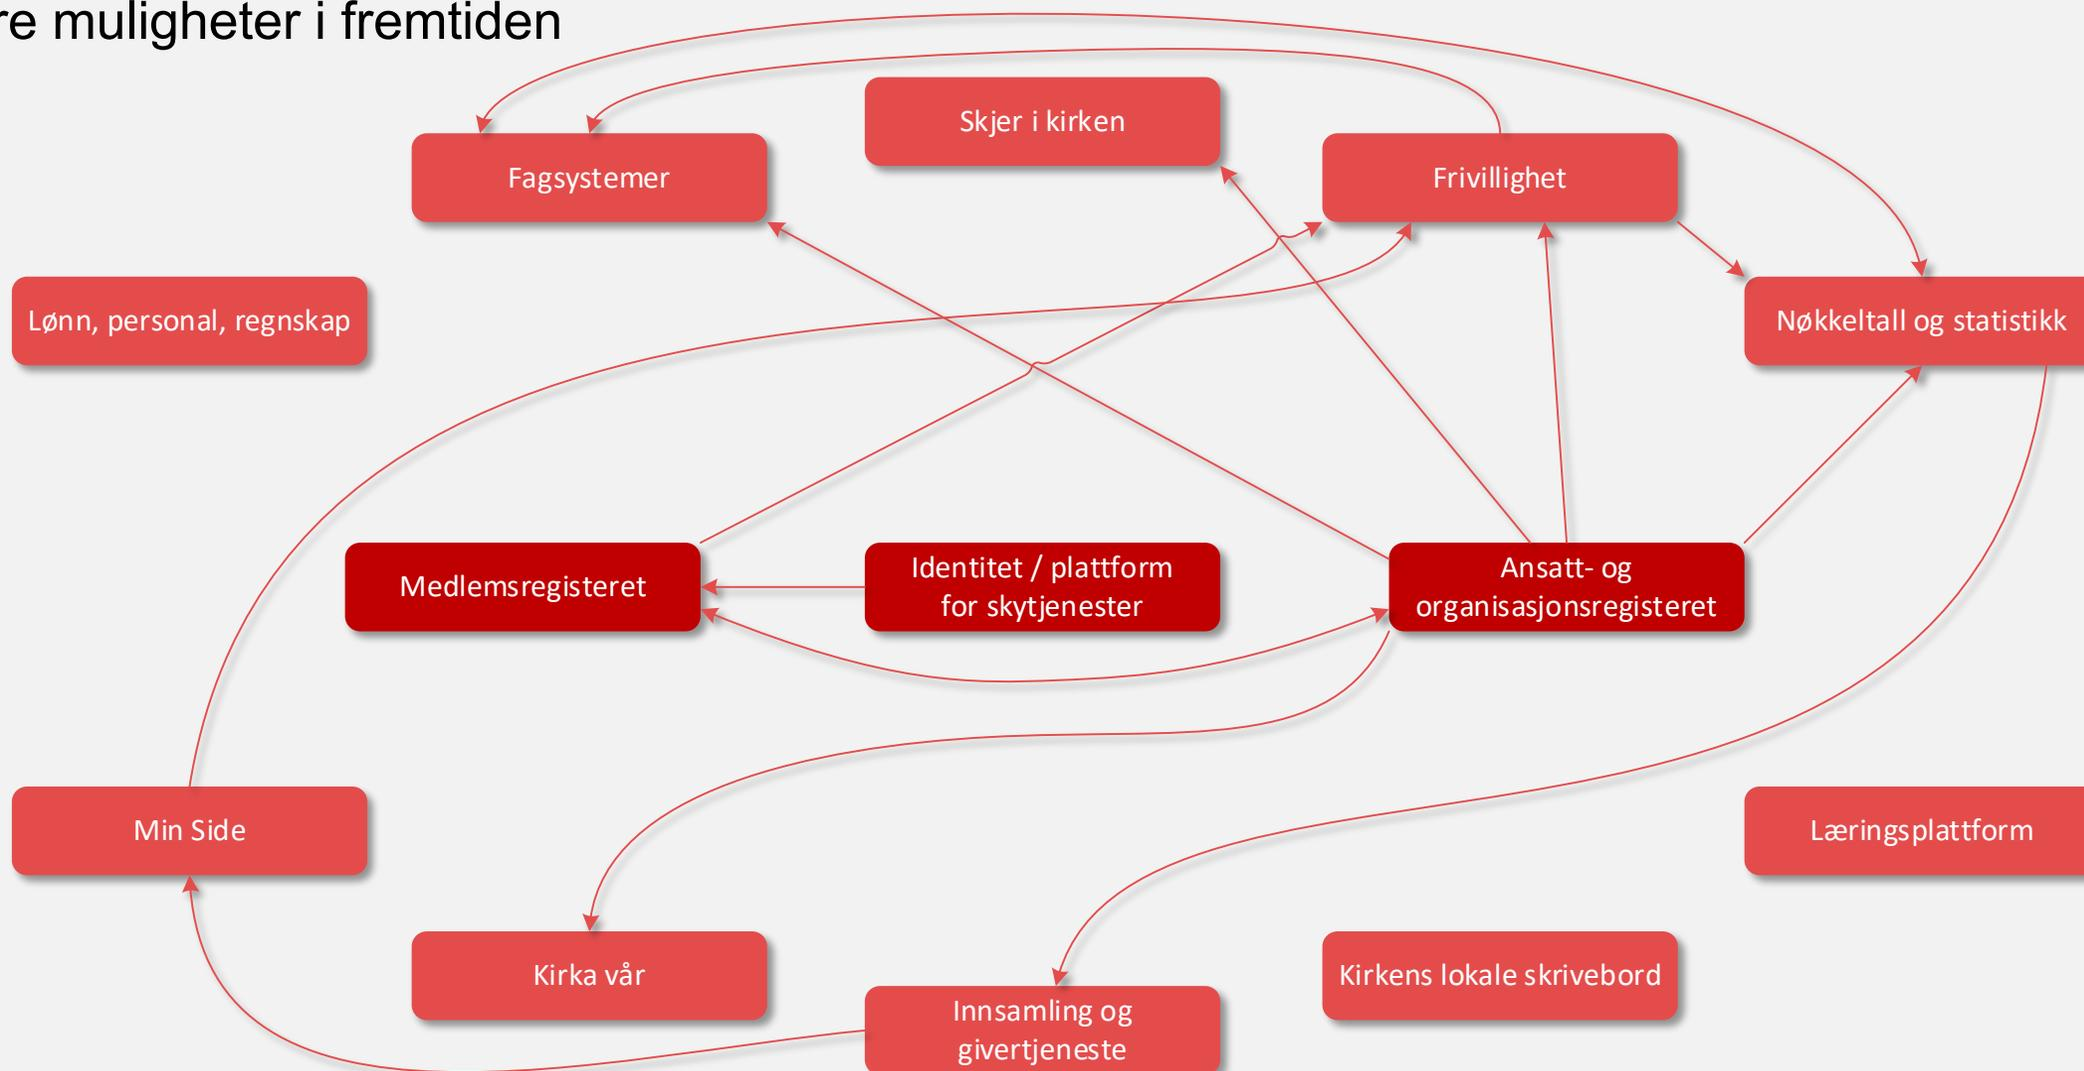 re muligheter i fremtiden
Skjer i kirken
Fagsystemer
Frivillighet
Lønn, personal, regnskap
Nøkkeltall og statistikk
Medlemsregisteret
Identitet / plattform
for skytjenester
Ansatt- og
organisasjonsregisteret
Min Side
Læringsplattform
Kirka vår
Kirkens lokale skrivebord
Innsamling og
givertjeneste